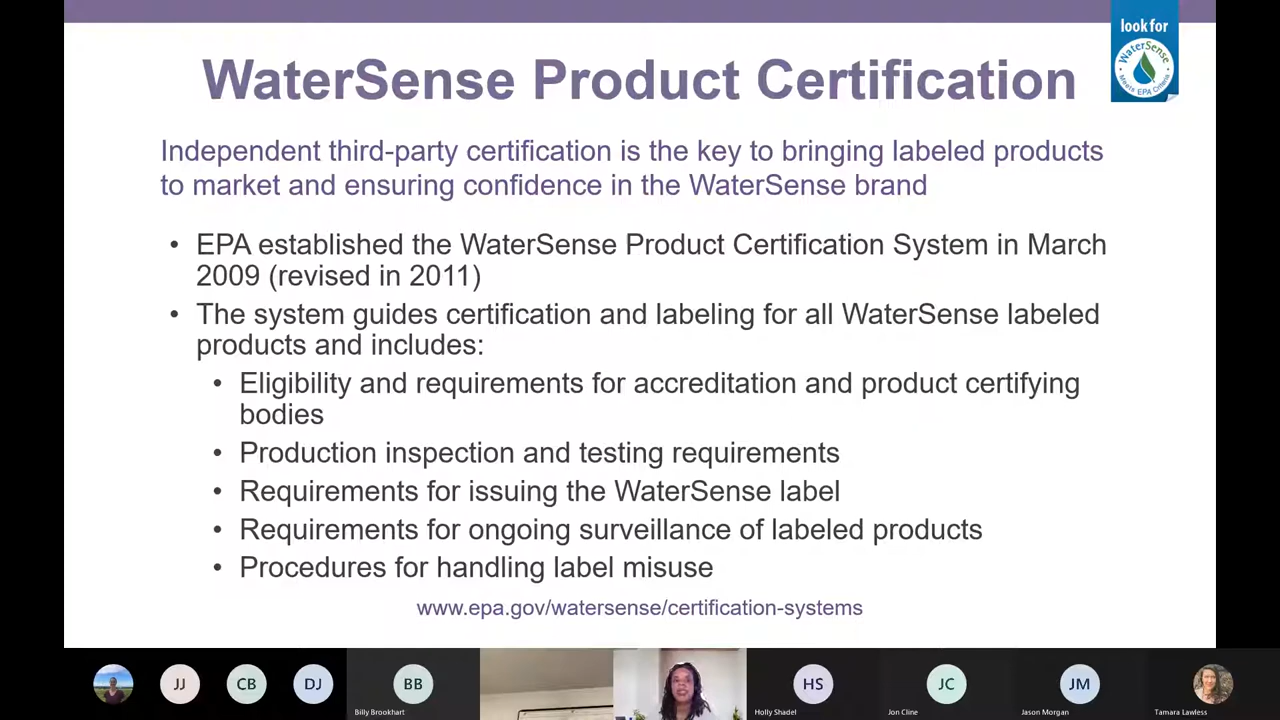 look for
WaterSense
Meets EPA Criteria
WaterSense Product Certification
Independent third-party certification is the key to bringing labeled products
to market and ensuring confidence in the WaterSense brand
• EPA established the WaterSense Product Certification System in March
2009 (revised in 2011)
• The system guides certification and labeling for all WaterSense labeled
products and includes:
• Eligibility and requirements for accreditation and product certifying
bodies
• Production inspection and testing requirements
• Requirements for issuing the WaterSense label
• Requirements for ongoing surveillance of labeled products
• Procedures for handling label misuse
www.epa.gov/watersense/certification-systems
JJ
CB
DJ
BB
HS
JC
JM
Billy Brookhart
Holly Shadel
Jon Cline
Jason Morgan
Tamara Lawless